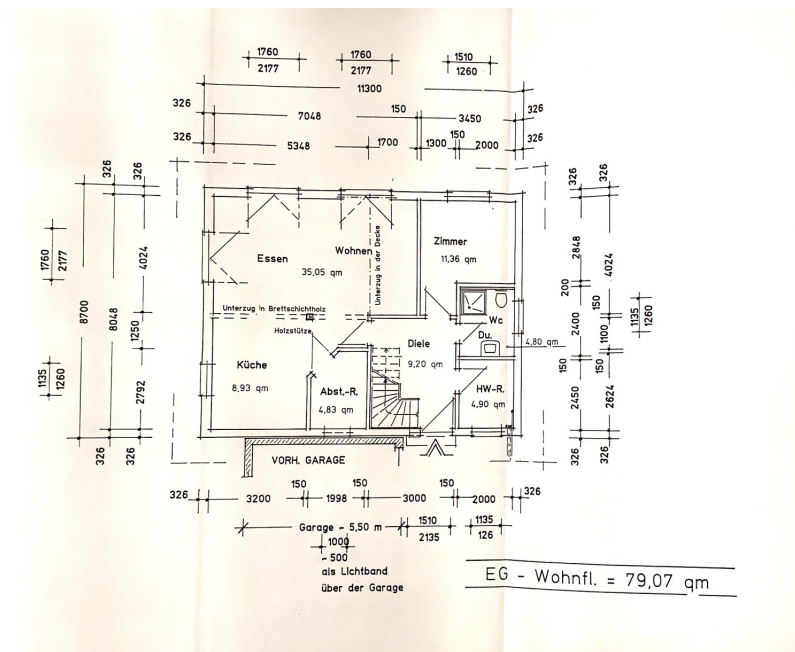 1760
2177
1760
2177
1510
1260
11300
326
326
7048
150
3450
326
5348
1700
1300
150
2000
326
326
326
1760
2177
4024
8700
8048
1250
1135
1260
2792
326
326
326
326
2848
4024
200
150
2400
1100
1135
1260
150
150
2450
2624
326
326
Essen
Wohnen
35,05 qm
Unterzug in der Decke
Zimmer
11,36 qm
Unterzug in Brettschichtholz
Holzstütze
Wc
Du.
4,80 qm
Diele
9,20 qm
Küche
8,93 qm
Abst.-R.
4,83 qm
HW-R.
4,90 qm
VORH. GARAGE
326
3200
150
1998
150
3000
150
2000
326
Garage ~ 5,50 m
1510
2135
1135
126
1000
~ 500
als Lichtband
über der Garage
EG - Wohnfl. = 79,07 qm